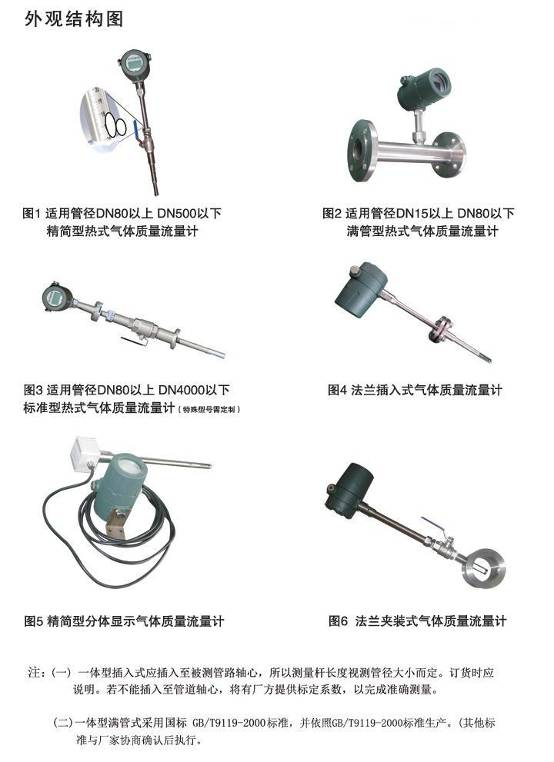 外观结构图
图1 适用管径DN80以上 DN500以下
精简型热式气体质量流量计
图2 适用管径DN15以上 DN80以下
满管型热式气体质量流量计
图3 适用管径DN80以上 DN4000以下
标准型热式气体质量流量计（特殊型号需定制）
图4 法兰插入式气体质量流量计
图5 精简型分体显示气体质量流量计
图6 法兰夹装式气体质量流量计
注：(一) 一体型插入式应插入至被测管路轴心，所以测量杆长度视测管径大小而定。订货时应
说明。若不能插入至管道轴心，将有厂方提供标定系数，以完成准确测量。
(二)一体型满管式采用国标 GB/T9119-2000标准，并依照GB/T9119-2000标准生产。(其他标
准与厂家协商确认后执行。